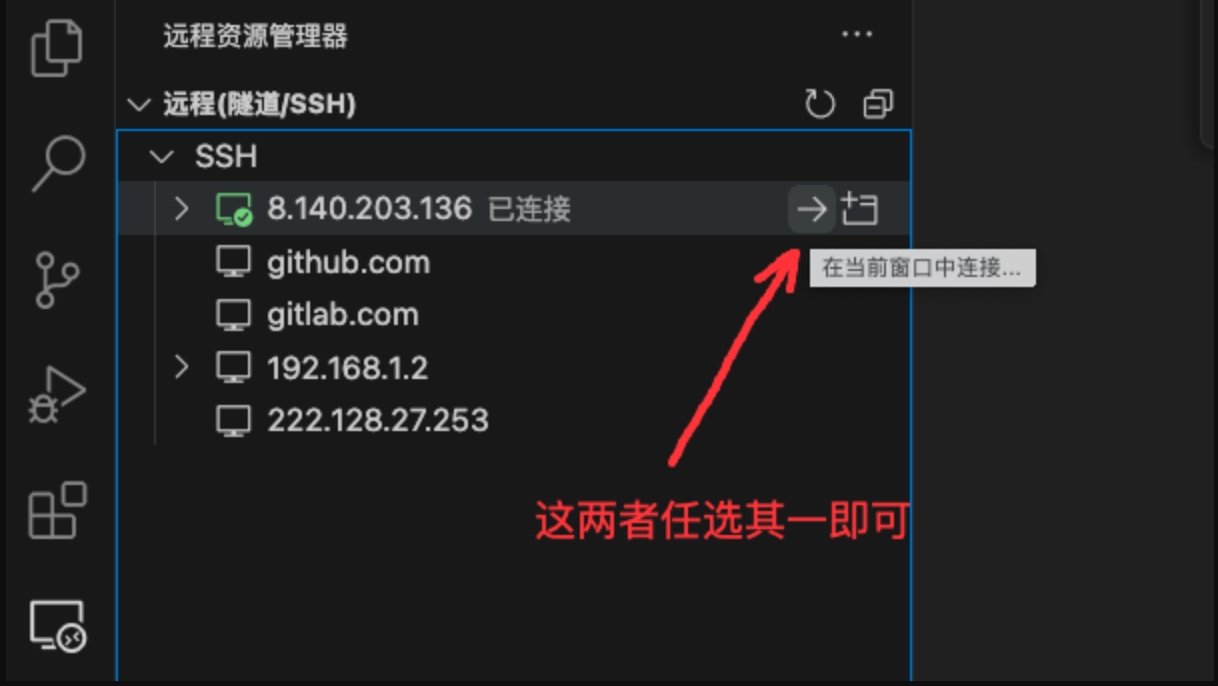 远程资源管理器
远程(隧道/SSH)
SSH
8.140.203.136 已连接
在当前窗口中连接...
github.com
gitlab.com
192.168.1.2
222.128.27.253
这两者任选其一即可